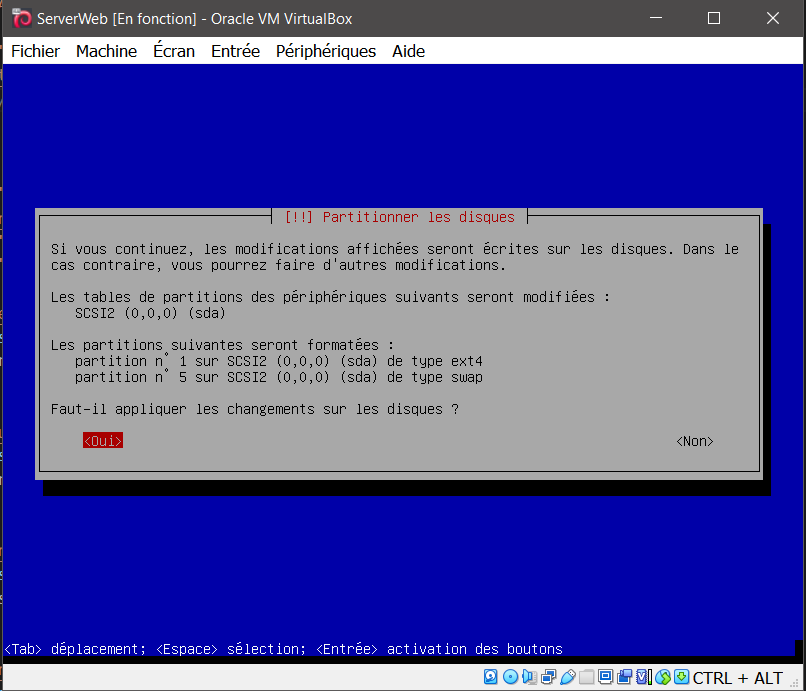 ServerWeb [En fonction] - Oracle VM VirtualBox
Fichier Machine Écran Entrée Périphériques Aide
[!!] Partitionner les disques
Si vous continuez, les modifications affichées seront écrites sur les disques. Dans le
cas contraire, vous pourrez faire d'autres modifications.
Les tables de partitions des périphériques suivants seront modifiées :
SCSI2 (0,0,0) (sda)
Les partitions suivantes seront formatées :
partition n° 1 sur SCSI2 (0,0,0) (sda) de type ext4
partition n° 5 sur SCSI2 (0,0,0) (sda) de type swap
Faut-il appliquer les changements sur les disques ?
<Oui> <Non>
<Tab> déplacement; <Espace> sélection; <Entrée> activation des boutons
CTRL + ALT